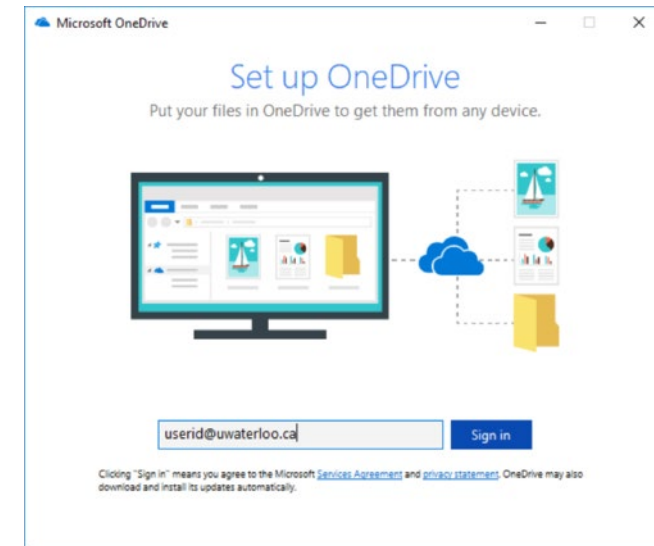 Microsoft OneDrive
Set up OneDrive
Put your files in OneDrive to get them from any device.
userid@uwaterloo.ca
Sign in
Clicking "Sign in" means you agree to the Microsoft Services Agreement and privacy statement. OneDrive may also
download and install its updates automatically.